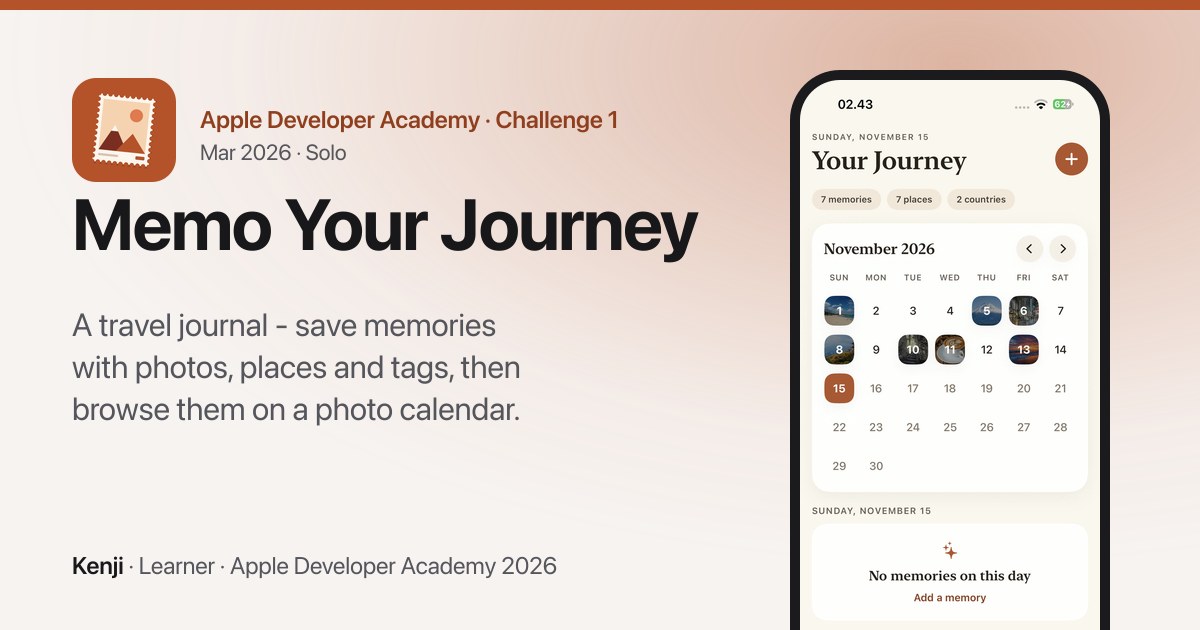 Apple Developer Academy · Challenge 1
Mar 2026 · Solo
Memo Your Journey
A travel journal - save memories
with photos, places and tags, then
browse them on a photo calendar.
Kenji · Learner · Apple Developer Academy 2026
02.43
62
SUNDAY, NOVEMBER 15
Your Journey
7 memories 7 places 2 countries
November 2026
SUN MON TUE WED THU FRI SAT
1 2 3 4 5 6 7
8 9 10 11 12 13 14
15 16 17 18 19 20 21
22 23 24 25 26 27 28
29 30
SUNDAY, NOVEMBER 15
No memories on this day
Add a memory